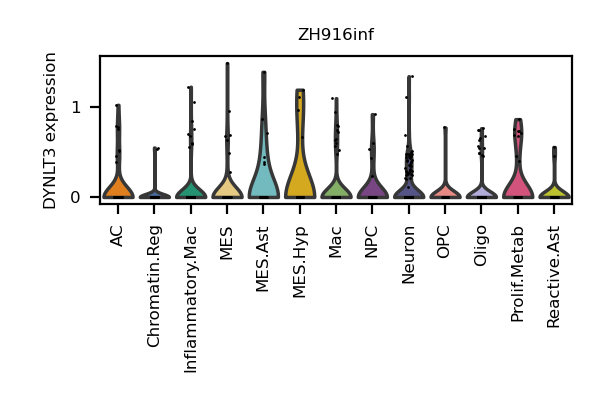 ZH916inf
DYNLT3 expression
1
0
AC
Chromatin.Reg
Inflammatory.Mac
MES
MES.Ast
MES.Hyp
Mac
NPC
Neuron
OPC
Oligo
Prolif.Metab
Reactive.Ast